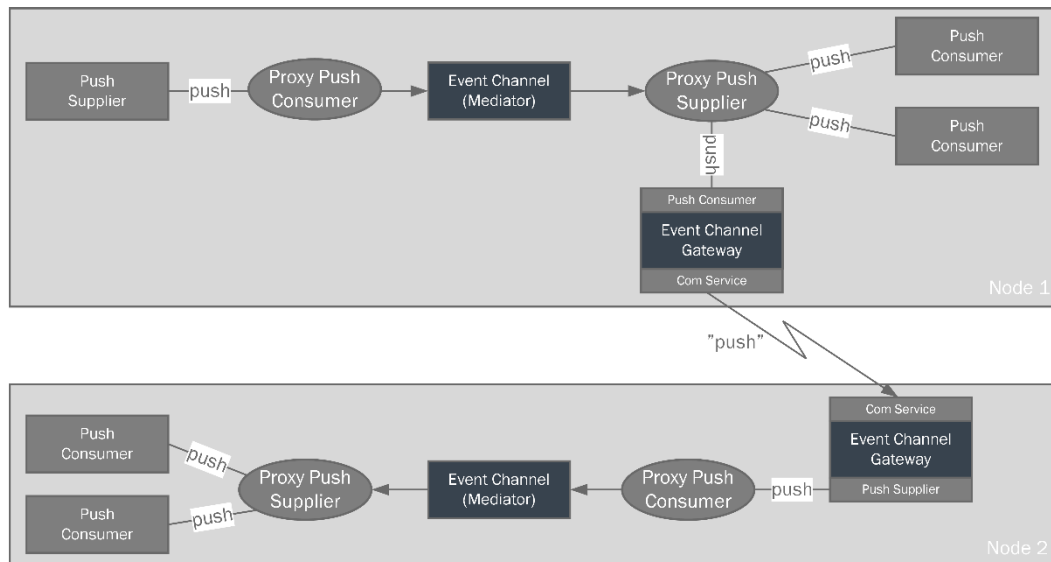 Push
Supplier
push
Proxy Push
Consumer
Event Channel
(Mediator)
Proxy Push
Supplier
push
Push
Consumer
push
Push
Consumer
push
Push Consumer
Event Channel
Gateway
Com Service
Node 1
"push"
Com Service
Event Channel
Gateway
Push Supplier
push
Proxy Push
Consumer
Event Channel
(Mediator)
Proxy Push
Supplier
push
Push
Consumer
push
Push
Consumer
Node 2